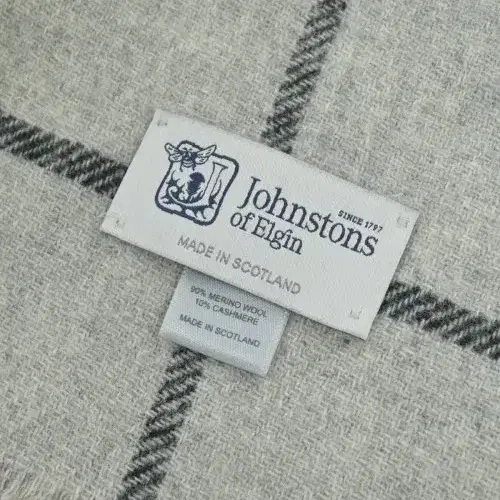 Johnstons
SINCE 1797
of Elgin
MADE IN SCOTLAND
90% MERINO WOOL
10% CASHMERE
MADE IN SCOTLAND